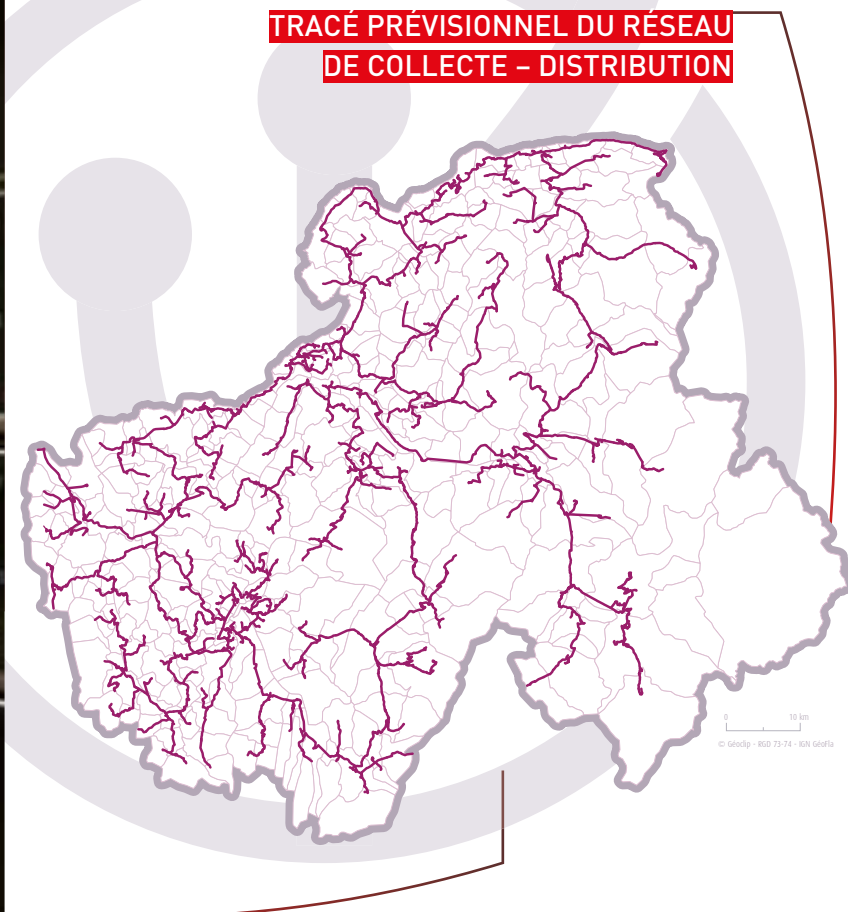 TRACÉ PRÉVISIONNEL DU RÉSEAU
DE COLLECTE – DISTRIBUTION
0 10 km
© Géoclip - RGD 73-74 - IGN GéoFla